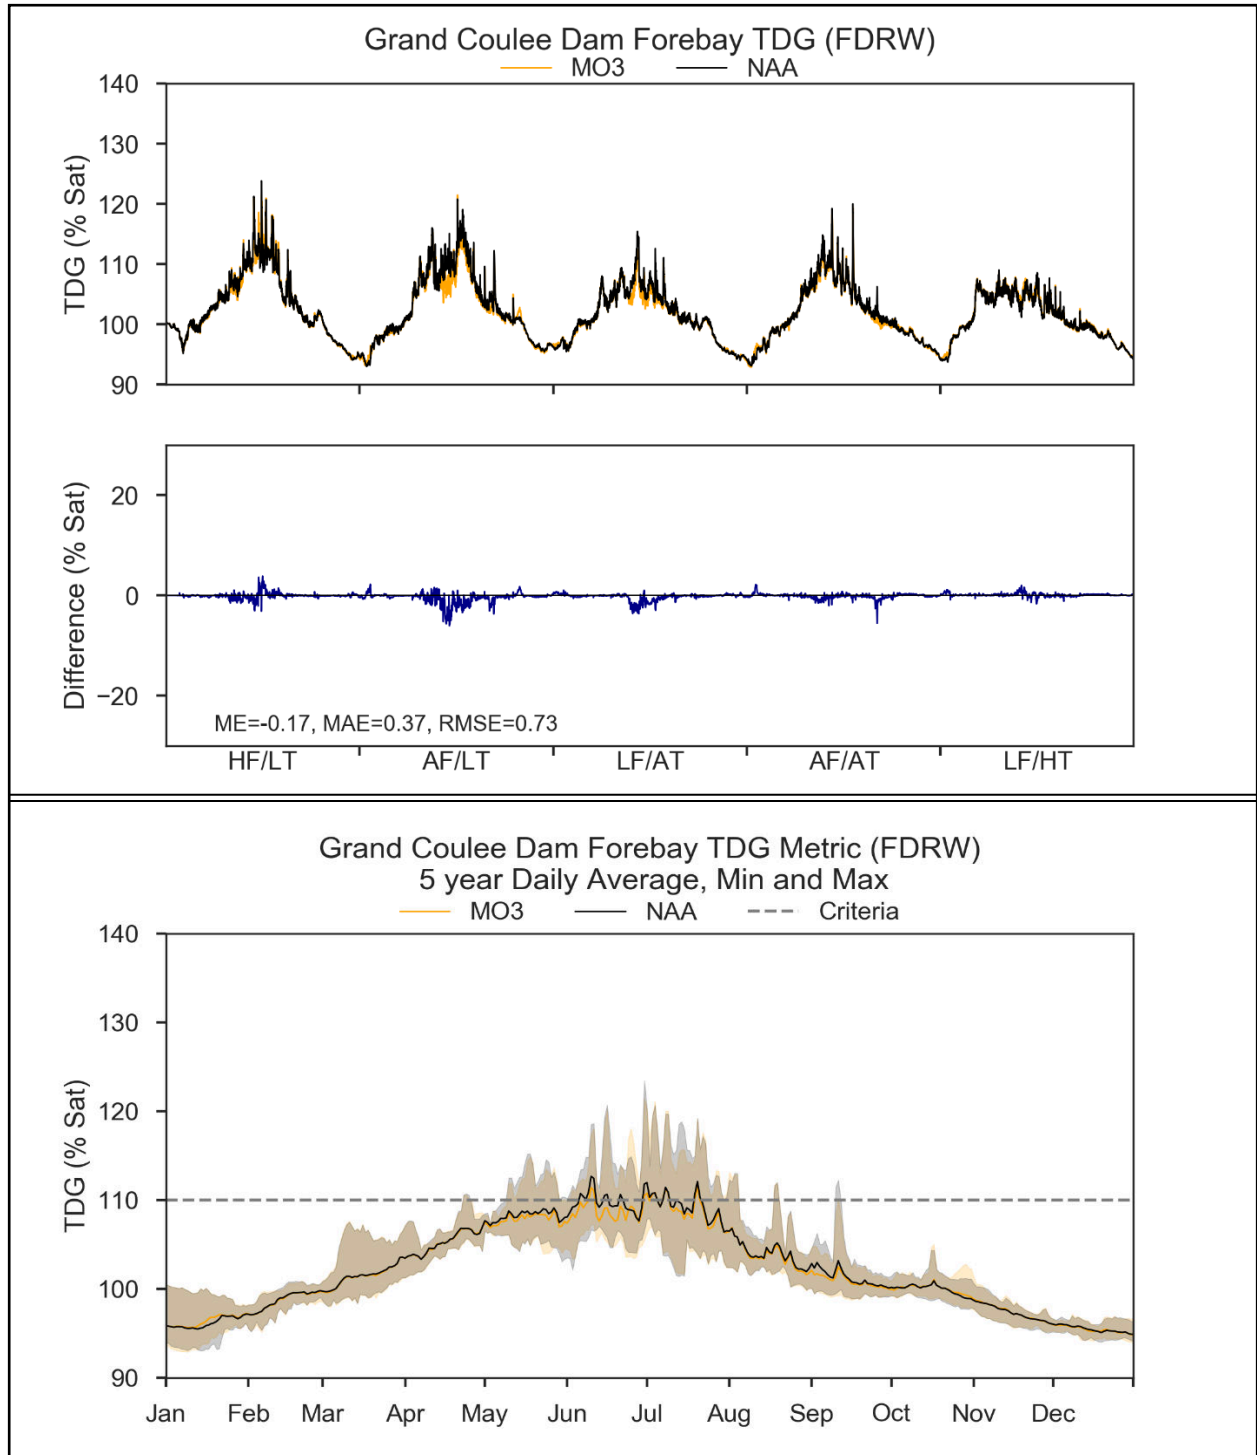 Grand Coulee Dam Forebay TDG (FDRW)
MO3 NAA
140
130
120
110
100
90
TDG (% Sat)
20
0
−20
Difference (% Sat)
ME=-0.17, MAE=0.37, RMSE=0.73
HF/LT AF/LT LF/AT AF/AT LF/HT
Grand Coulee Dam Forebay TDG Metric (FDRW)
5 year Daily Average, Min and Max
MO3 NAA Criteria
140
130
120
110
100
90
TDG (% Sat)
Jan Feb Mar Apr May Jun Jul Aug Sep Oct Nov Dec